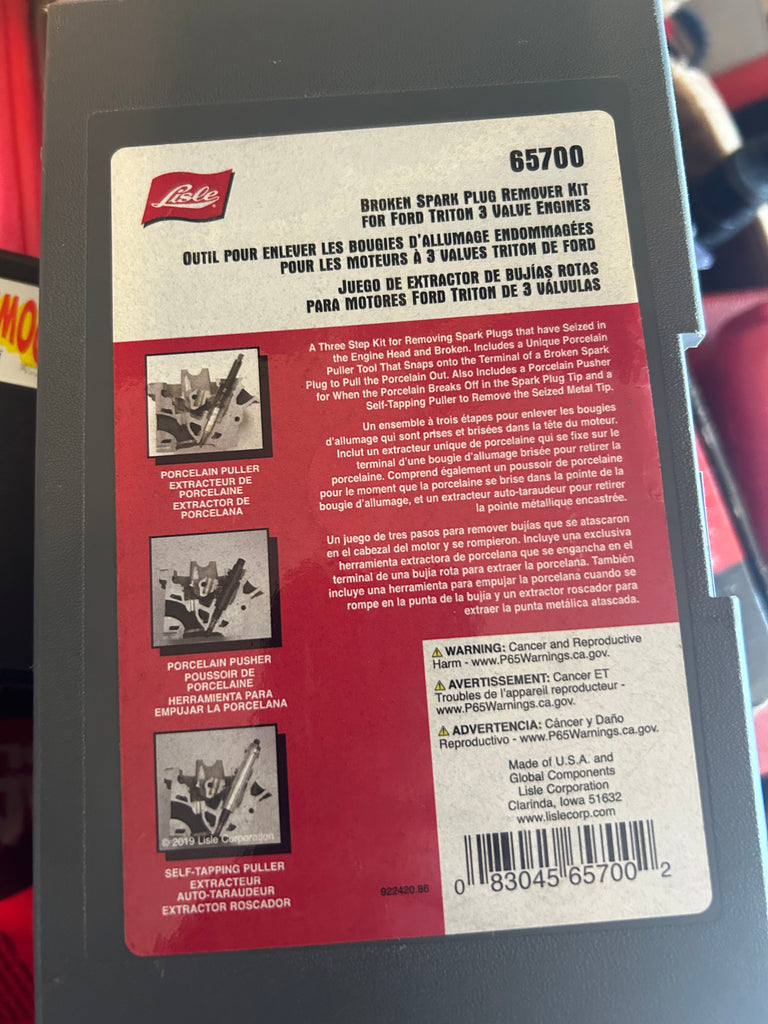 Lisle
65700
BROKEN SPARK PLUG REMOVER KIT
FOR FORD TRITON 3 VALVE ENGINES
OUTIL POUR ENLEVER LES BOUGIES D'ALLUMAGE ENDOMMAGÉES
POUR LES MOTEURS À 3 VALVES TRITON DE FORD
JUEGO DE EXTRACTOR DE BUJÍAS ROTAS
PARA MOTORES FORD TRITON DE 3 VÁLVULAS
A Three Step Kit for Removing Spark Plugs that have Seized in
the Engine Head and Broken. Includes a Unique Porcelain
Puller Tool That Snaps onto the Terminal of a Broken Spark
Plug to Pull the Porcelain Out. Also Includes a Porcelain Pusher
for When the Porcelain Breaks Off in the Spark Plug Tip and a
Self-Tapping Puller to Remove the Seized Metal Tip.
Un ensemble à trois étapes pour enlever les bougies
d'allumage qui sont prises et brisées dans la tête du moteur.
Inclut un extracteur unique de porcelaine qui se fixe sur le
terminal d'une bougie d'allumage brisée pour retirer la
porcelaine. Comprend également un poussoir de porcelaine
pour le moment que la porcelaine se brise dans la pointe de la
bougie d'allumage, et un extracteur auto-taraudeur pour retirer
la pointe métallique encastrée.
Un juego de tres pasos para remover bujías que se atascaron
en el cabezal del motor y se rompieron. Incluye una exclusiva
herramienta extractora de porcelana que se engancha en el
terminal de una bujía rota para extraer la porcelana. También
incluye una herramienta para empujar la porcelana cuando se
rompe en la punta de la bujía y un extractor roscador para
extraer la punta metálica atascada.
PORCELAIN PULLER
EXTRACTEUR DE
PORCELAINE
EXTRACTOR DE
PORCELANA
PORCELAIN PUSHER
POUSSOIR DE
PORCELAINE
HERRAMIENTA PARA
EMPUJAR LA PORCELANA
© 2019 Lisle Corporation
SELF-TAPPING PULLER
EXTRACTEUR
AUTO-TARAUDEUR
EXTRACTOR ROSCADOR
⚠ WARNING: Cancer and Reproductive
Harm - www.P65Warnings.ca.gov.
⚠ AVERTISSEMENT: Cancer ET
Troubles de l'appareil reproducteur -
www.P65Warnings.ca.gov.
⚠ ADVERTENCIA: Cáncer y Daño
Reproductivo - www.P65Warnings.ca.gov.
Made of U.S.A. and
Global Components
Lisle Corporation
Clarinda, Iowa 51632
www.lislecorp.com
922420.86
0 83045 65700 2